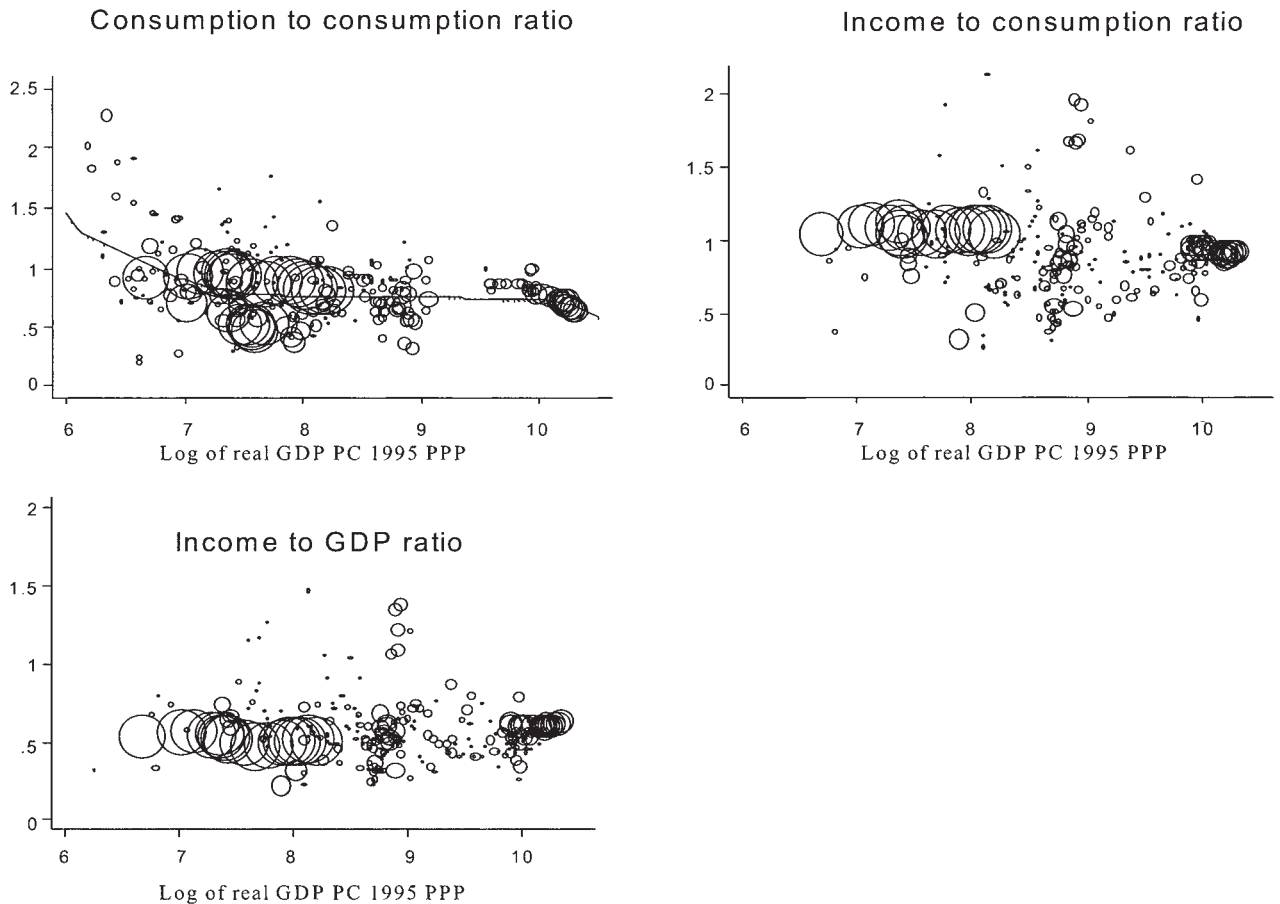 Consumption to consumption ratio
2.5
2
1.5
1
.5
0
6 7 8 9 10
Log of real GDP PC 1995 PPP
Income to consumption ratio
2
1.5
1
.5
0
6 7 8 9 10
Log of real GDP PC 1995 PPP
Income to GDP ratio
2
1.5
1
.5
0
6 7 8 9 10
Log of real GDP PC 1995 PPP